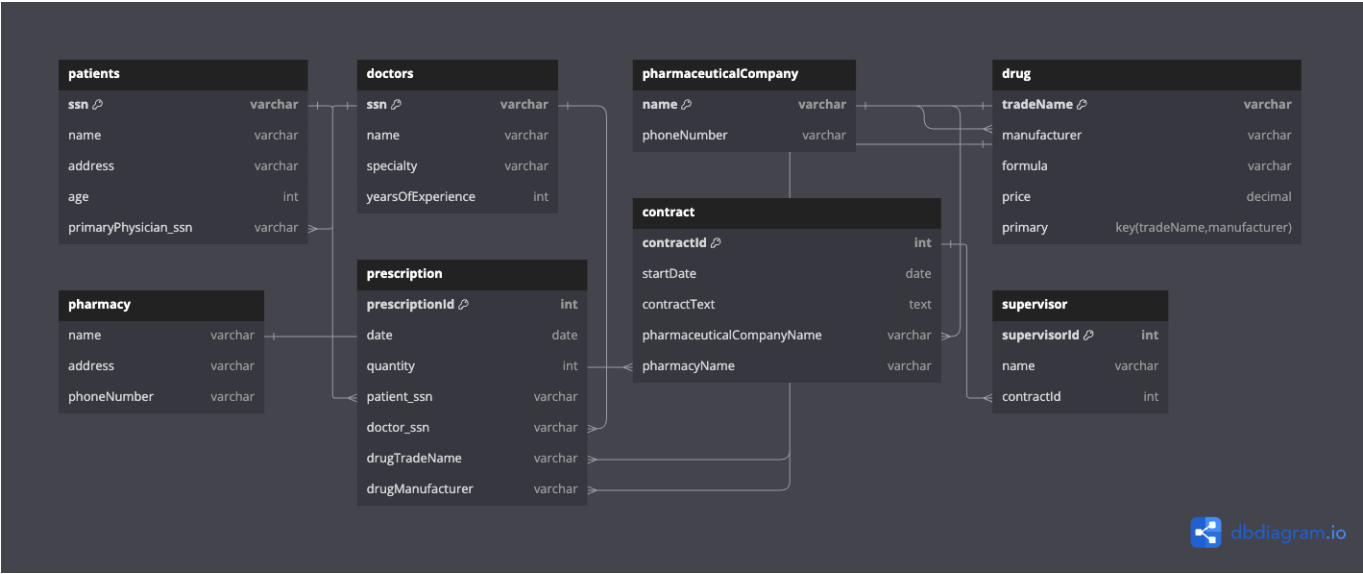 patients
ssn varchar
name varchar
address varchar
age int
primaryPhysician_ssn varchar
doctors
ssn varchar
name varchar
specialty varchar
yearsOfExperience int
pharmaceuticalCompany
name varchar
phoneNumber varchar
drug
tradeName varchar
manufacturer varchar
formula varchar
price decimal
primary key(tradeName,manufacturer)
pharmacy
name varchar
address varchar
phoneNumber varchar
prescription
prescriptionId int
date date
quantity int
patient_ssn varchar
doctor_ssn varchar
drugTradeName varchar
drugManufacturer varchar
contract
contractId int
startDate date
contractText text
pharmaceuticalCompanyName varchar
pharmacyName varchar
supervisor
supervisorId int
name varchar
contractId int
dbdiagram.io